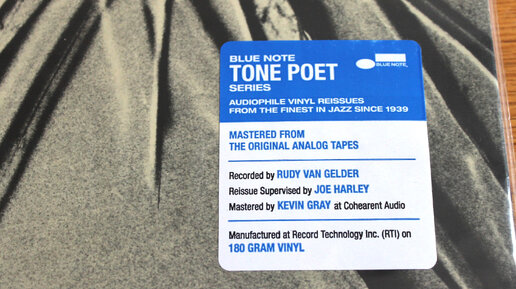 BLUE NOTE
TONE POET
SERIES
BLUE NOTE.
AUDIOPHILE VINYL REISSUES
FROM THE FINEST IN JAZZ SINCE 1939
MASTERED FROM
THE ORIGINAL ANALOG TAPES
Recorded by RUDY VAN GELDER
Reissue Supervised by JOE HARLEY
Mastered by KEVIN GRAY at Cohearent Audio
Manufactured at Record Technology Inc. (RTI) on
180 GRAM VINYL